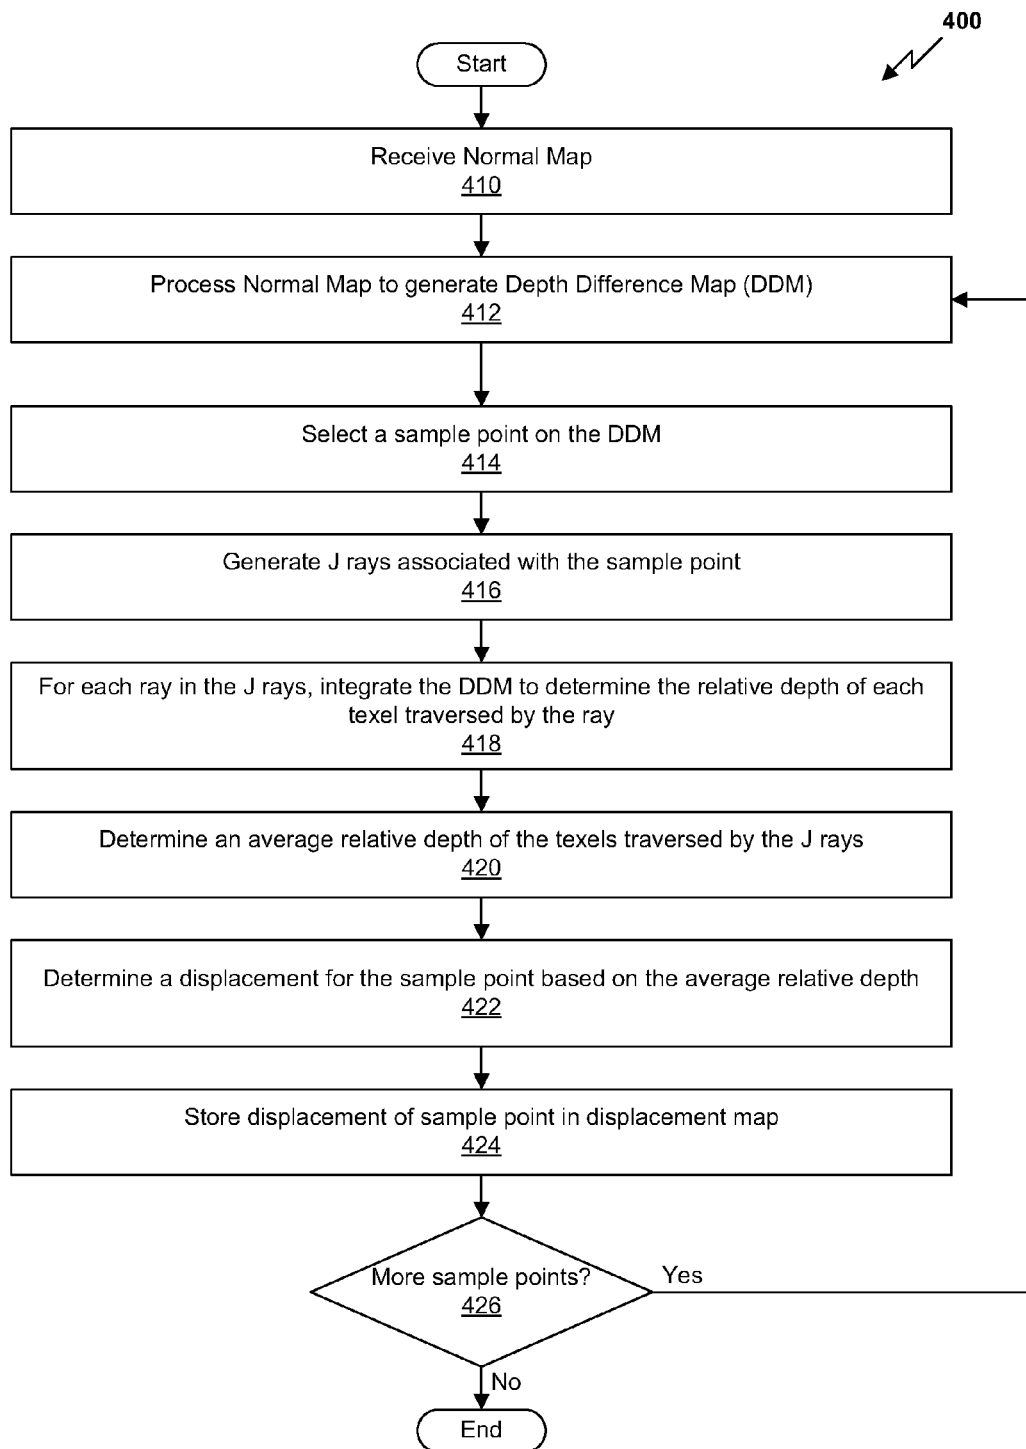 400
Start
Receive Normal Map
410
Process Normal Map to generate Depth Difference Map (DDM)
412
Select a sample point on the DDM
414
Generate J rays associated with the sample point
416
For each ray in the J rays, integrate the DDM to determine the relative depth of each
texel traversed by the ray
418
Determine an average relative depth of the texels traversed by the J rays
420
Determine a displacement for the sample point based on the average relative depth
422
Store displacement of sample point in displacement map
424
More sample points?
426
Yes
No
End